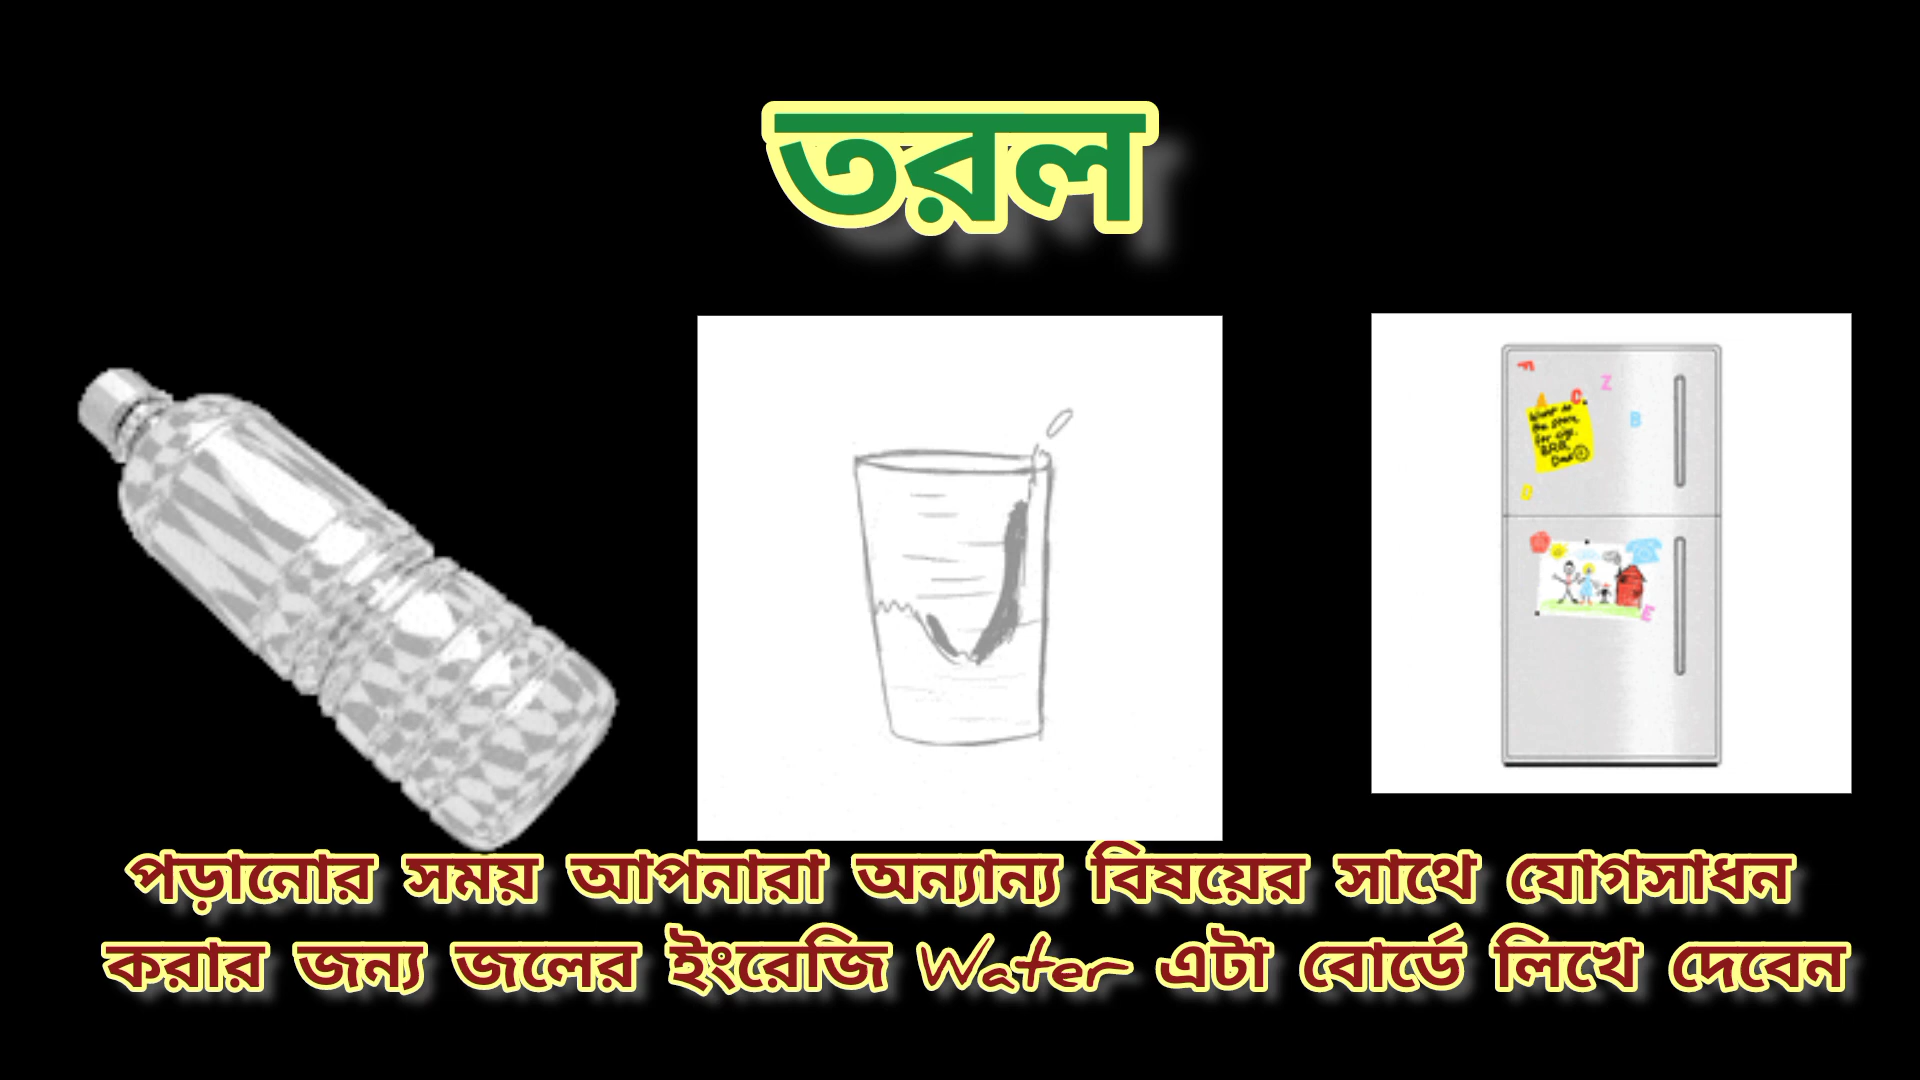 তরল
F
A
C
Z
B
D
E
পড়ানোর সময় আপনারা অন্যান্য বিষয়ের সাথে যোগসাধন
করার জন্য জলের ইংরেজি Water এটা বোর্ডে লিখে দেবেন